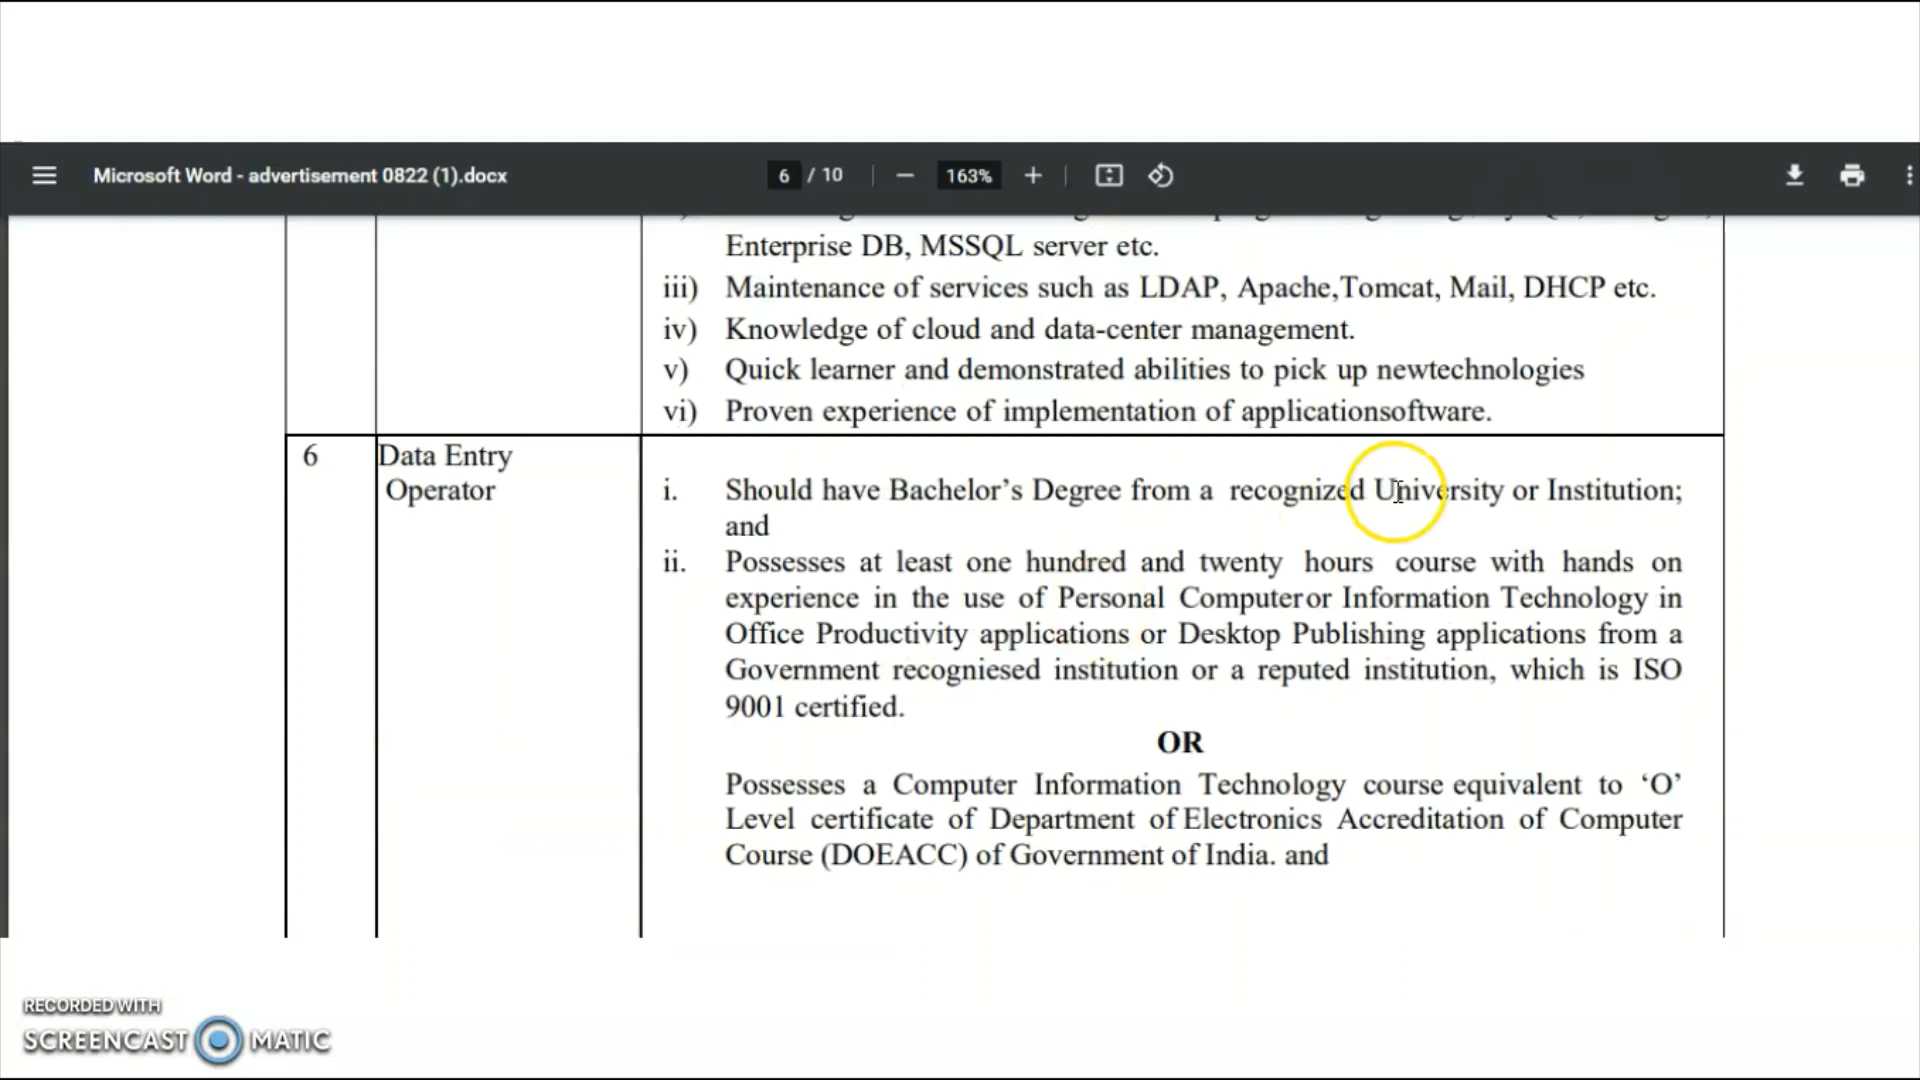 Microsoft Word - advertisement 0822 (1).docx
6 / 10
163%
Enterprise DB, MSSQL server etc.
iii) Maintenance of services such as LDAP, Apache,Tomcat, Mail, DHCP etc.
iv) Knowledge of cloud and data-center management.
v) Quick learner and demonstrated abilities to pick up newtechnologies
vi) Proven experience of implementation of applicationsoftware.
6 Data Entry
Operator
i. Should have Bachelor’s Degree from a recognized University or Institution;
and
ii. Possesses at least one hundred and twenty hours course with hands on
experience in the use of Personal Computeror Information Technology in
Office Productivity applications or Desktop Publishing applications from a
Government recogniesed institution or a reputed institution, which is ISO
9001 certified.
OR
Possesses a Computer Information Technology course equivalent to ‘O’
Level certificate of Department of Electronics Accreditation of Computer
Course (DOEACC) of Government of India. and
RECORDED WITH
SCREENCAST MATIC